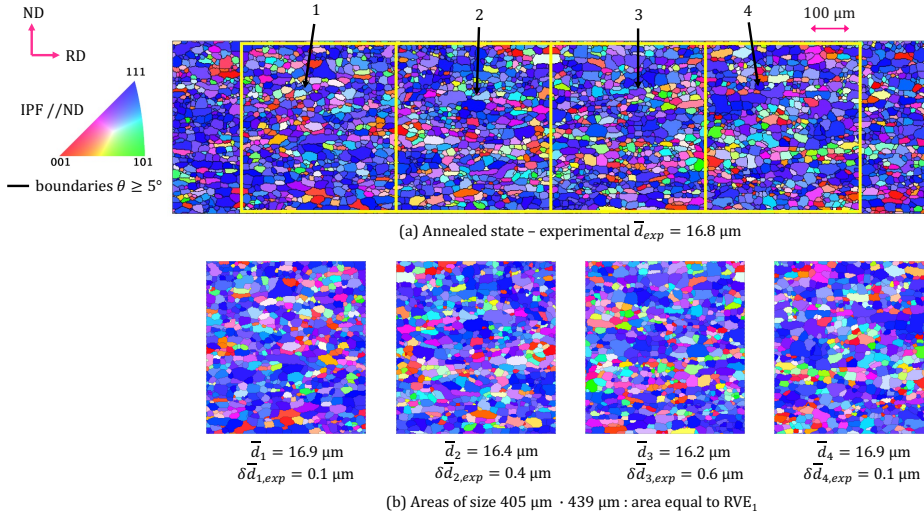 ND
RD
1
2
3
4
100 μm
111
IPF //ND
001
101
boundaries θ ≥ 5°
(a) Annealed state – experimental d̅exp = 16.8 μm
d̅1 = 16.9 μm
δd̅1,exp = 0.1 μm
d̅2 = 16.4 μm
δd̅2,exp = 0.4 μm
d̅3 = 16.2 μm
δd̅3,exp = 0.6 μm
d̅4 = 16.9 μm
δd̅4,exp = 0.1 μm
(b) Areas of size 405 μm · 439 μm : area equal to RVE1